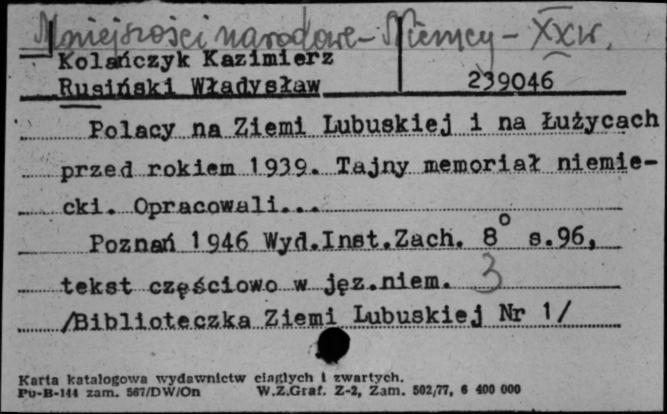 Mniejszości narodowe - Niemcy - XX w.
Kolańczyk Kazimierz
Rusiński Władysław 239046
Polacy na Ziemi Lubuskiej i na Łużycach
przed rokiem 1939. Tajny memoriał niemie-
cki. Opracowali...
Poznań 1946 Wyd.Inst.Zach. 8° s.96,
tekst częściowo w jęz.niem. 3
/Biblioteczka Ziemi Lubuskiej Nr 1/
Karta katalogowa wydawnictw ciągłych i zwartych.
Pu-B-144 zam. 567/DW/On W.Z.Graf. Z-2, Zam. 502/77, 6 400 000